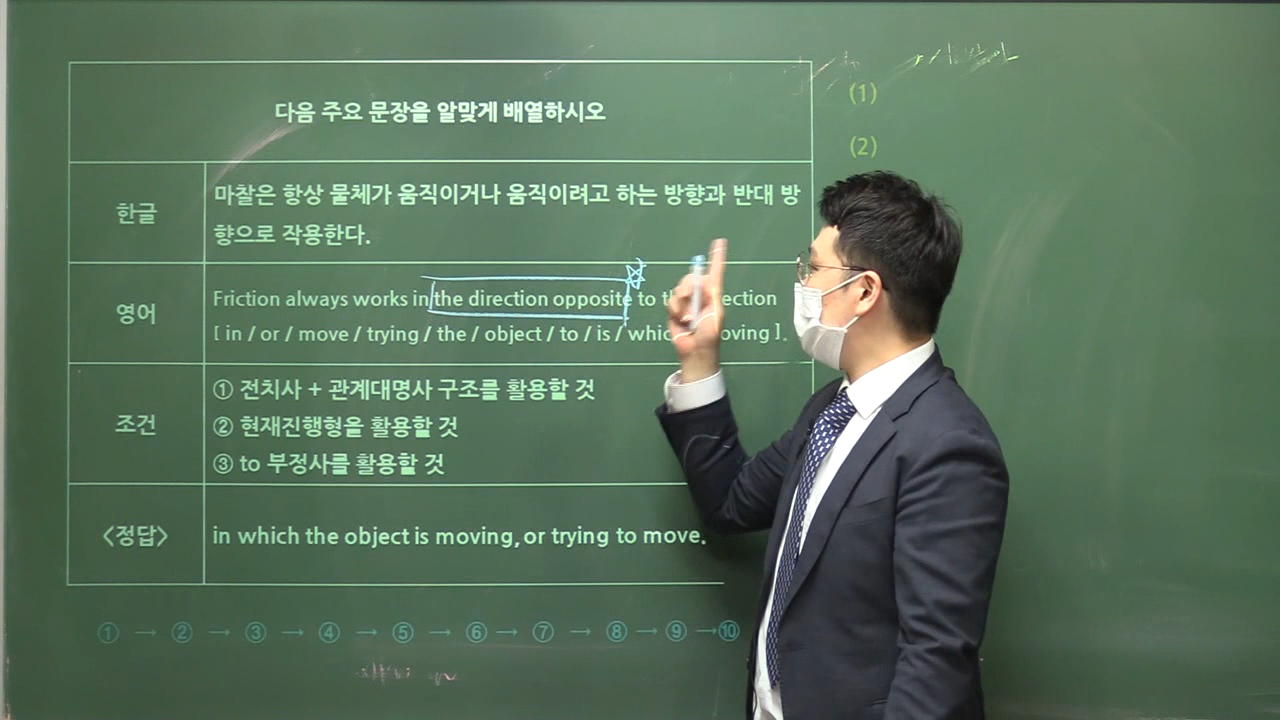 다음 주요 문장을 알맞게 배열하시오
(1)
(2)
한글
마찰은 항상 물체가 움직이거나 움직이려고 하는 방향과 반대 방
향으로 작용한다.
영어
Friction always works in the direction opposite to
[ in / or / move / trying / the / object / to / is /
조건
① 전치사 + 관계대명사 구조를 활용할 것
② 현재진행형을 활용할 것
③ to 부정사를 활용할 것
<정답>
in which the object is moving, or trying to move.
① → ② → ③ → ④ → ⑤ → ⑥ → ⑦ → ⑧ → ⑨ → ⑩